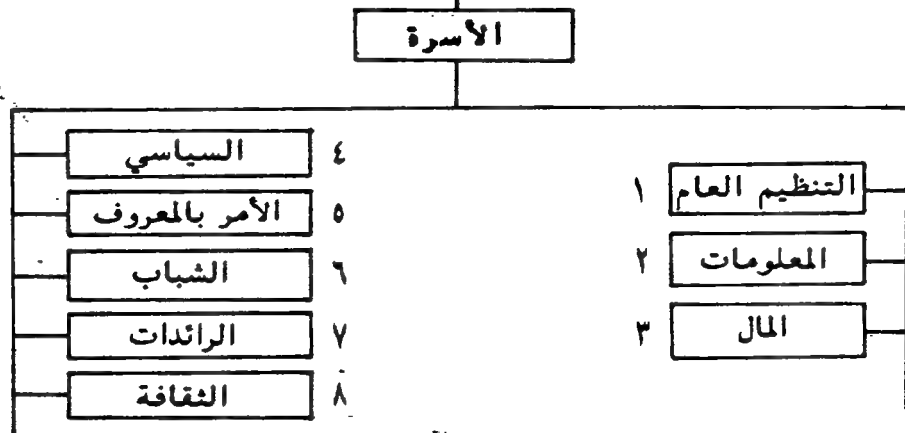 الأسرة
١ التنظيم العام
٢ المعلومات
٣ المال
٤ السياسي
٥ الأمر بالمعروف
٦ الشباب
٧ الرائدات
٨ الثقافة